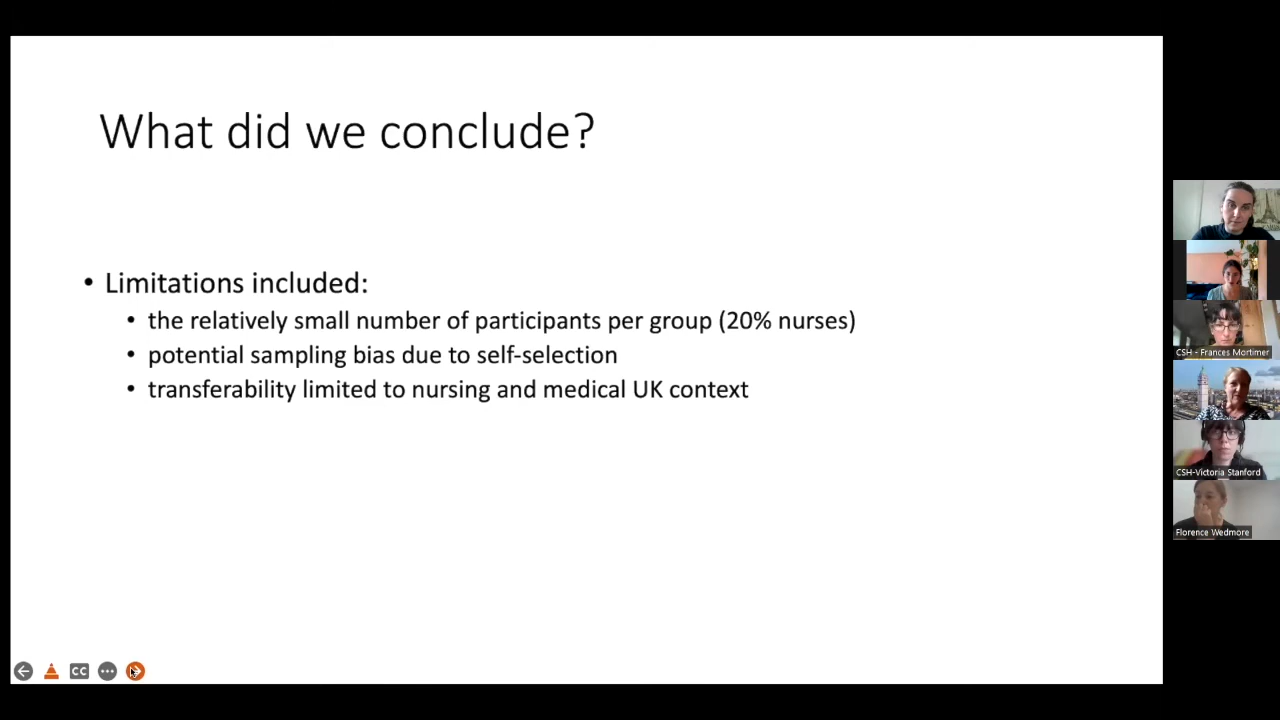 What did we conclude?
• Limitations included:
• the relatively small number of participants per group (20% nurses)
• potential sampling bias due to self-selection
• transferability limited to nursing and medical UK context
CSH - Frances Mortimer
CSH-Victoria Stanford
Florence Wedmore
CC